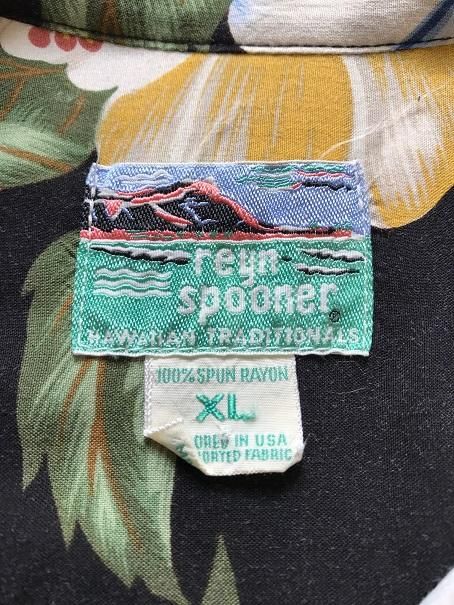 reyn
spooner®
HAWAIIAN TRADITIONALS
100% SPUN RAYON
XL
ORED IN USA
ORTED FABRIC